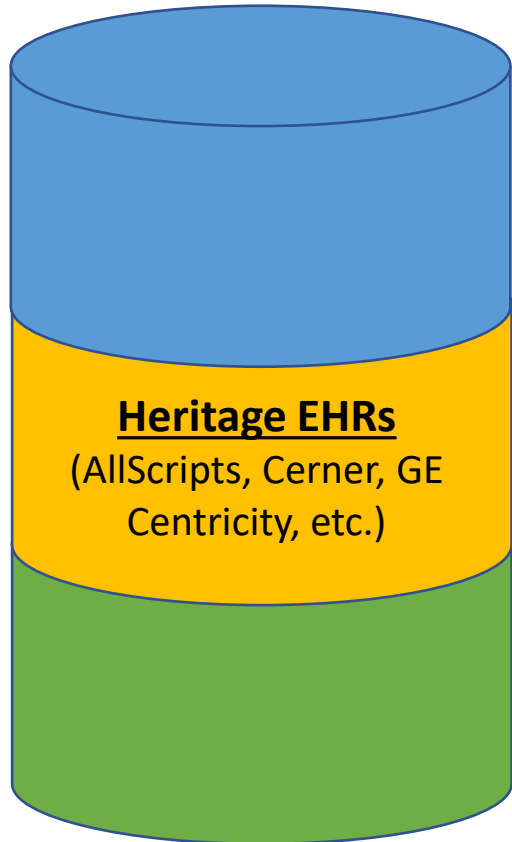 Heritage EHRs
(AllScripts, Cerner, GE
Centricity, etc.)